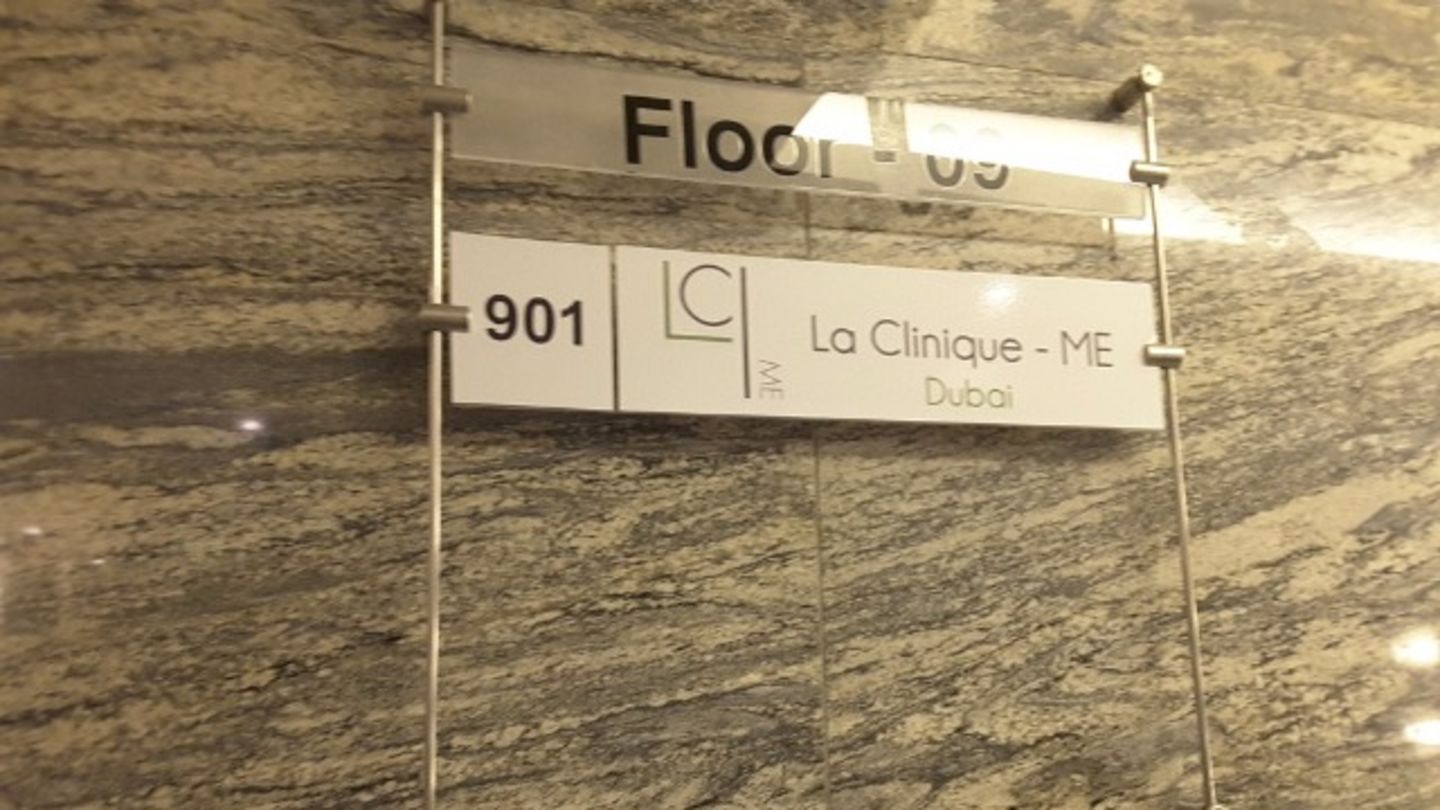 Floor - 09
901
LC
ME
La Clinique - ME
Dubai